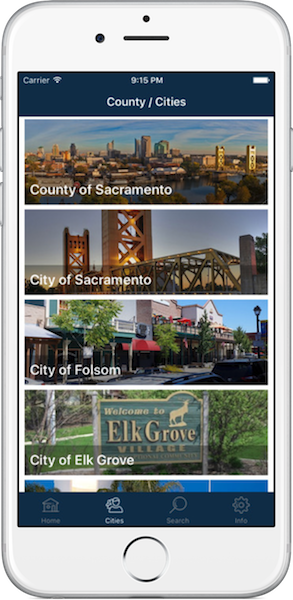 Carrier 9:15 PM
County / Cities
County of Sacramento
City of Sacramento
City of Folsom
Welcome to
Elk Grove
VILLAGE
City of Elk Grove
Home Cities Search Info